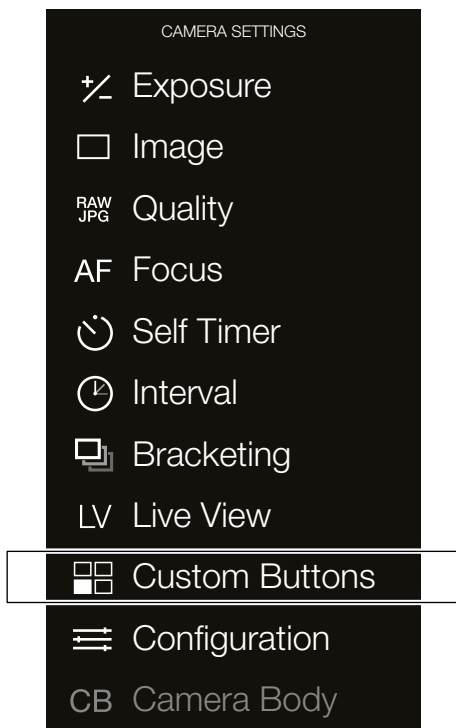 CAMERA SETTINGS
Exposure
Image
RAW
JPG Quality
AF Focus
Self Timer
Interval
Bracketing
LV Live View
Custom Buttons
Configuration
CB Camera Body